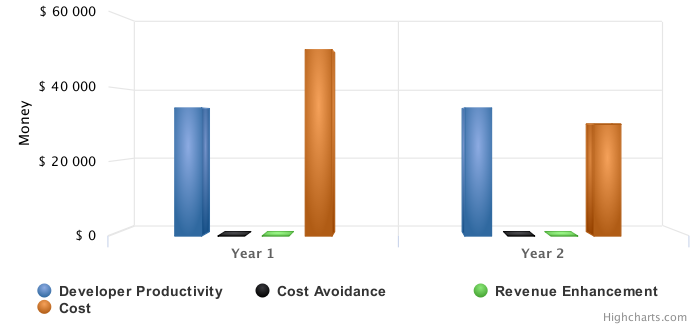 $ 60 000
$ 40 000
$ 20 000
$ 0
Money
Year 1
Year 2
Developer Productivity
Cost Avoidance
Revenue Enhancement
Cost
Highcharts.com